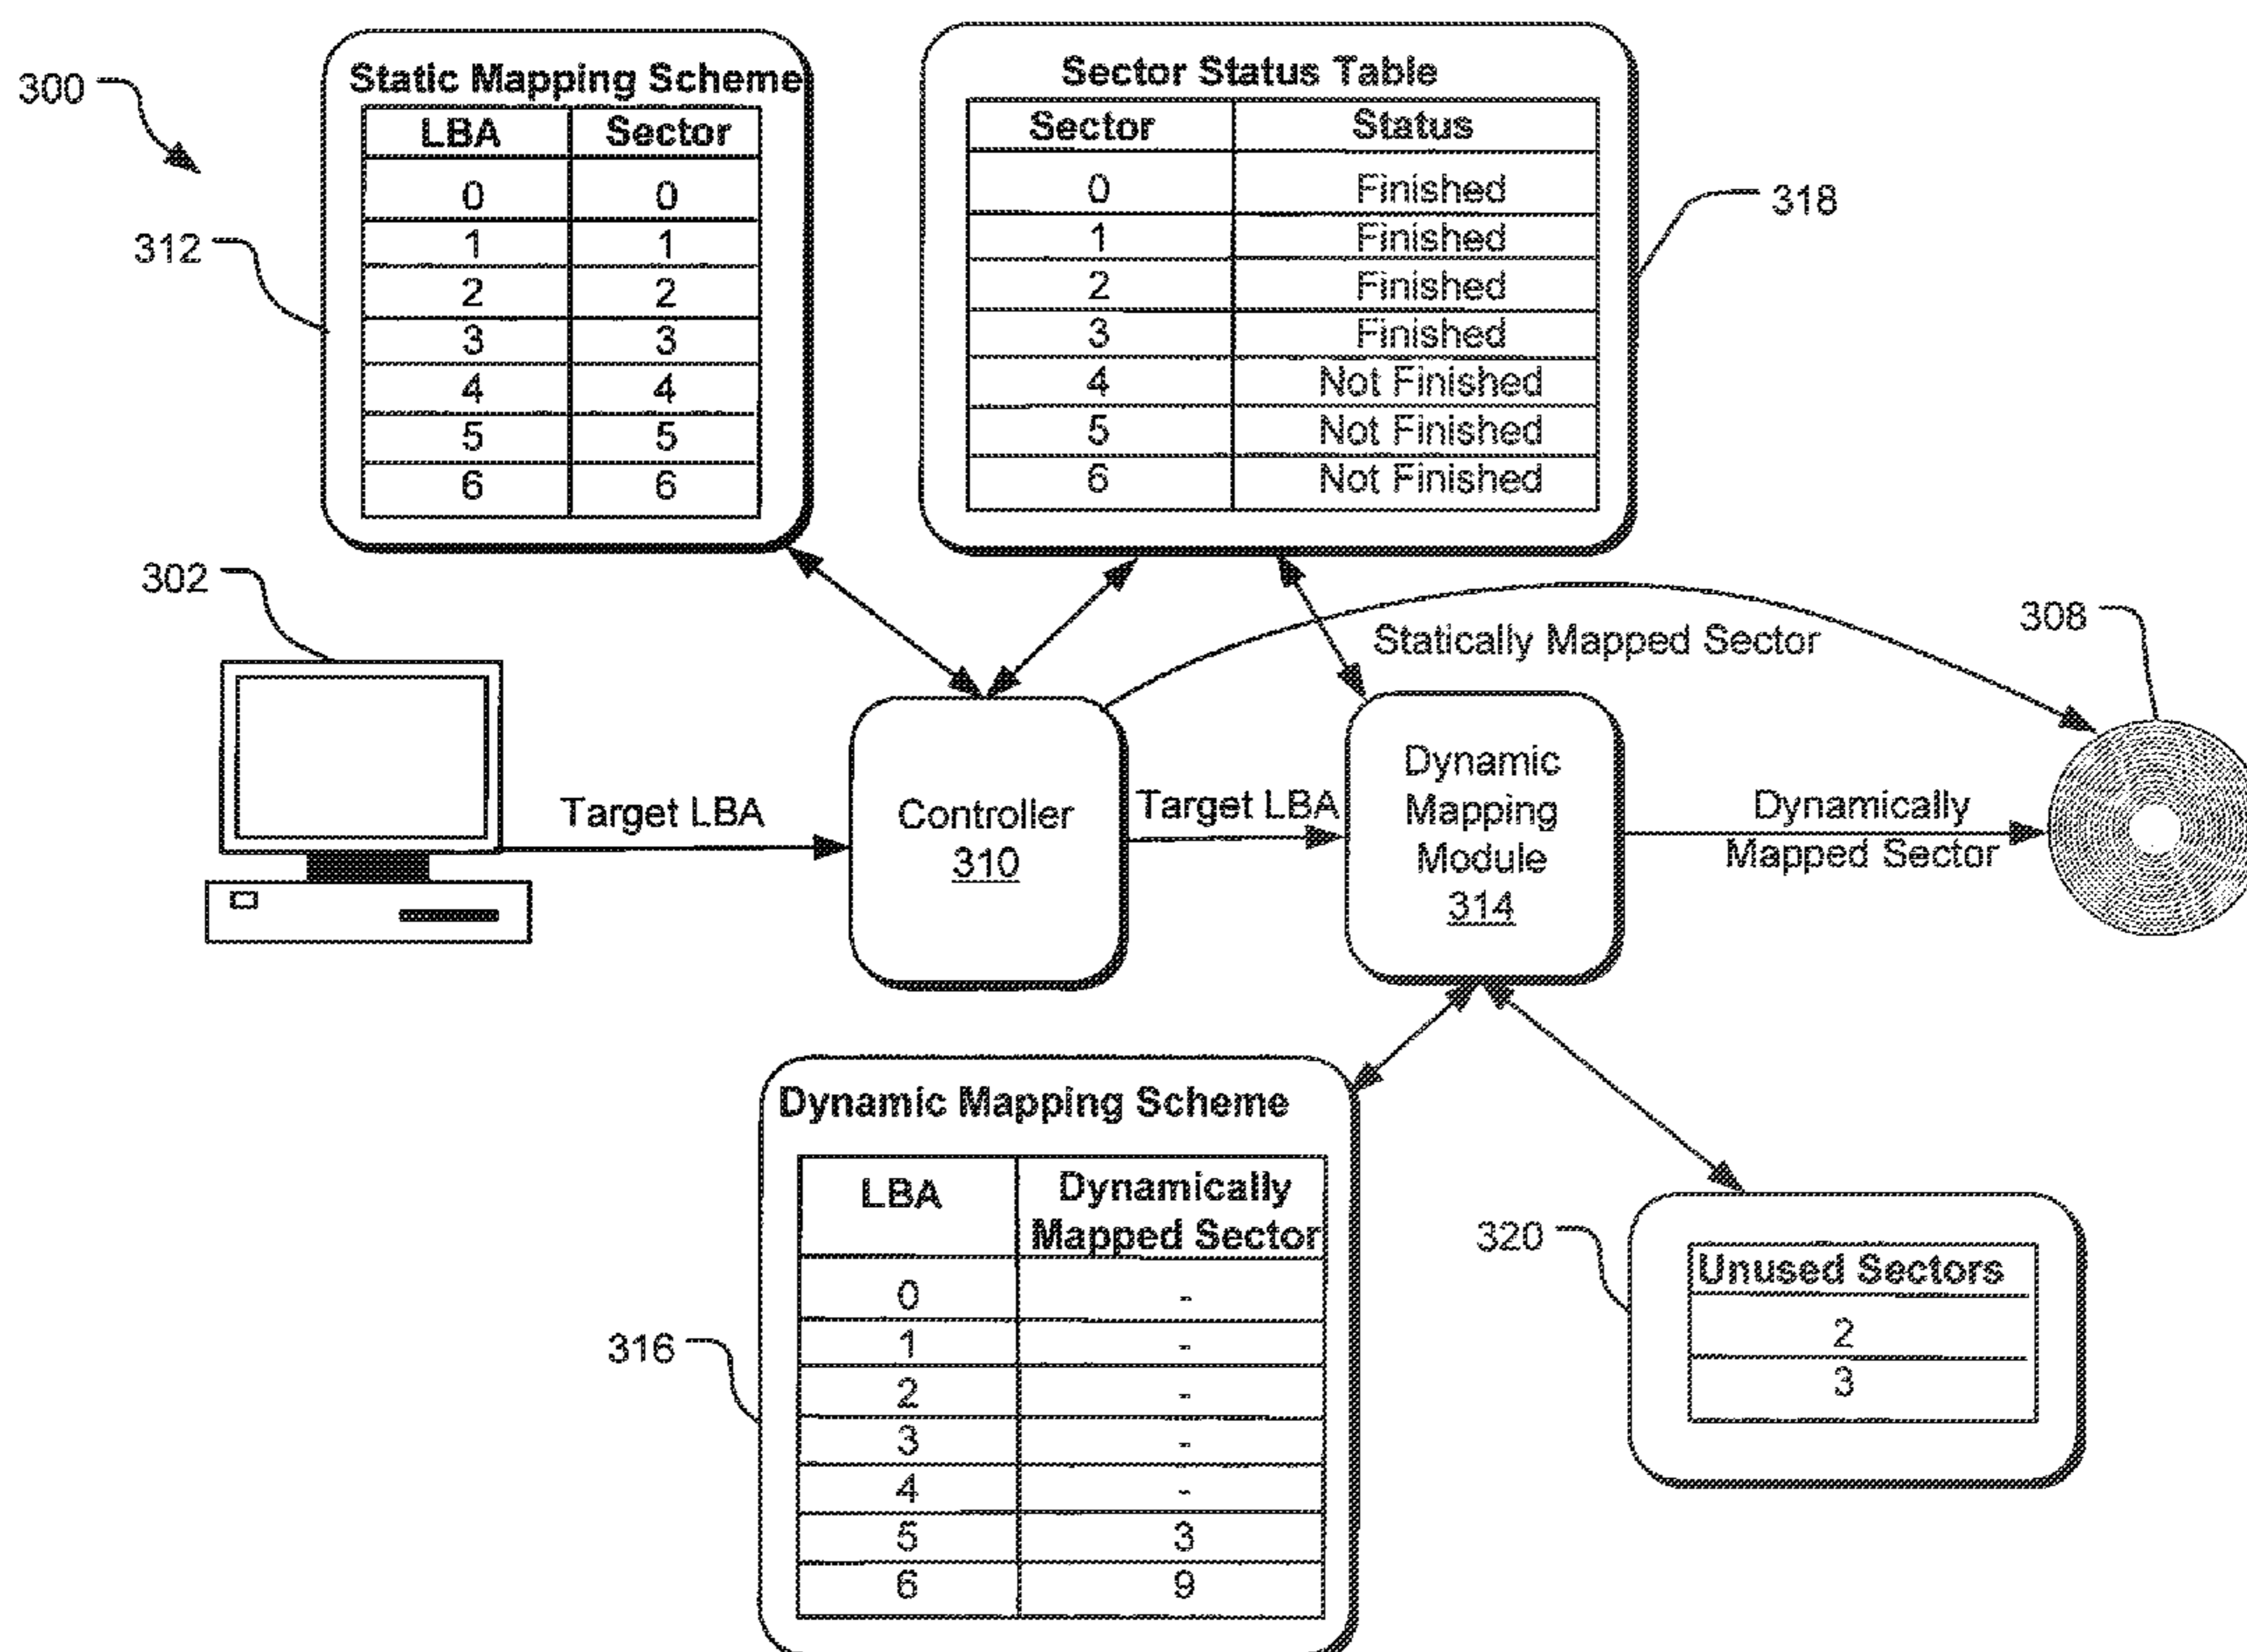 300
Static Mapping Scheme
LBA Sector
0 0
1 1
2 2
3 3
4 4
5 5
6 6
312
Sector Status Table
Sector Status
0 Finished
1 Finished
2 Finished
3 Finished
4 Not Finished
5 Not Finished
6 Not Finished
318
302
Target LBA
Controller
310
Target LBA
Statically Mapped Sector
Dynamic
Mapping
Module
314
Dynamically
Mapped Sector
308
Dynamic Mapping Scheme
LBA Dynamically
Mapped Sector
0 -
1 -
2 -
3 -
4 -
5 3
6 9
316
320
Unused Sectors
2
3